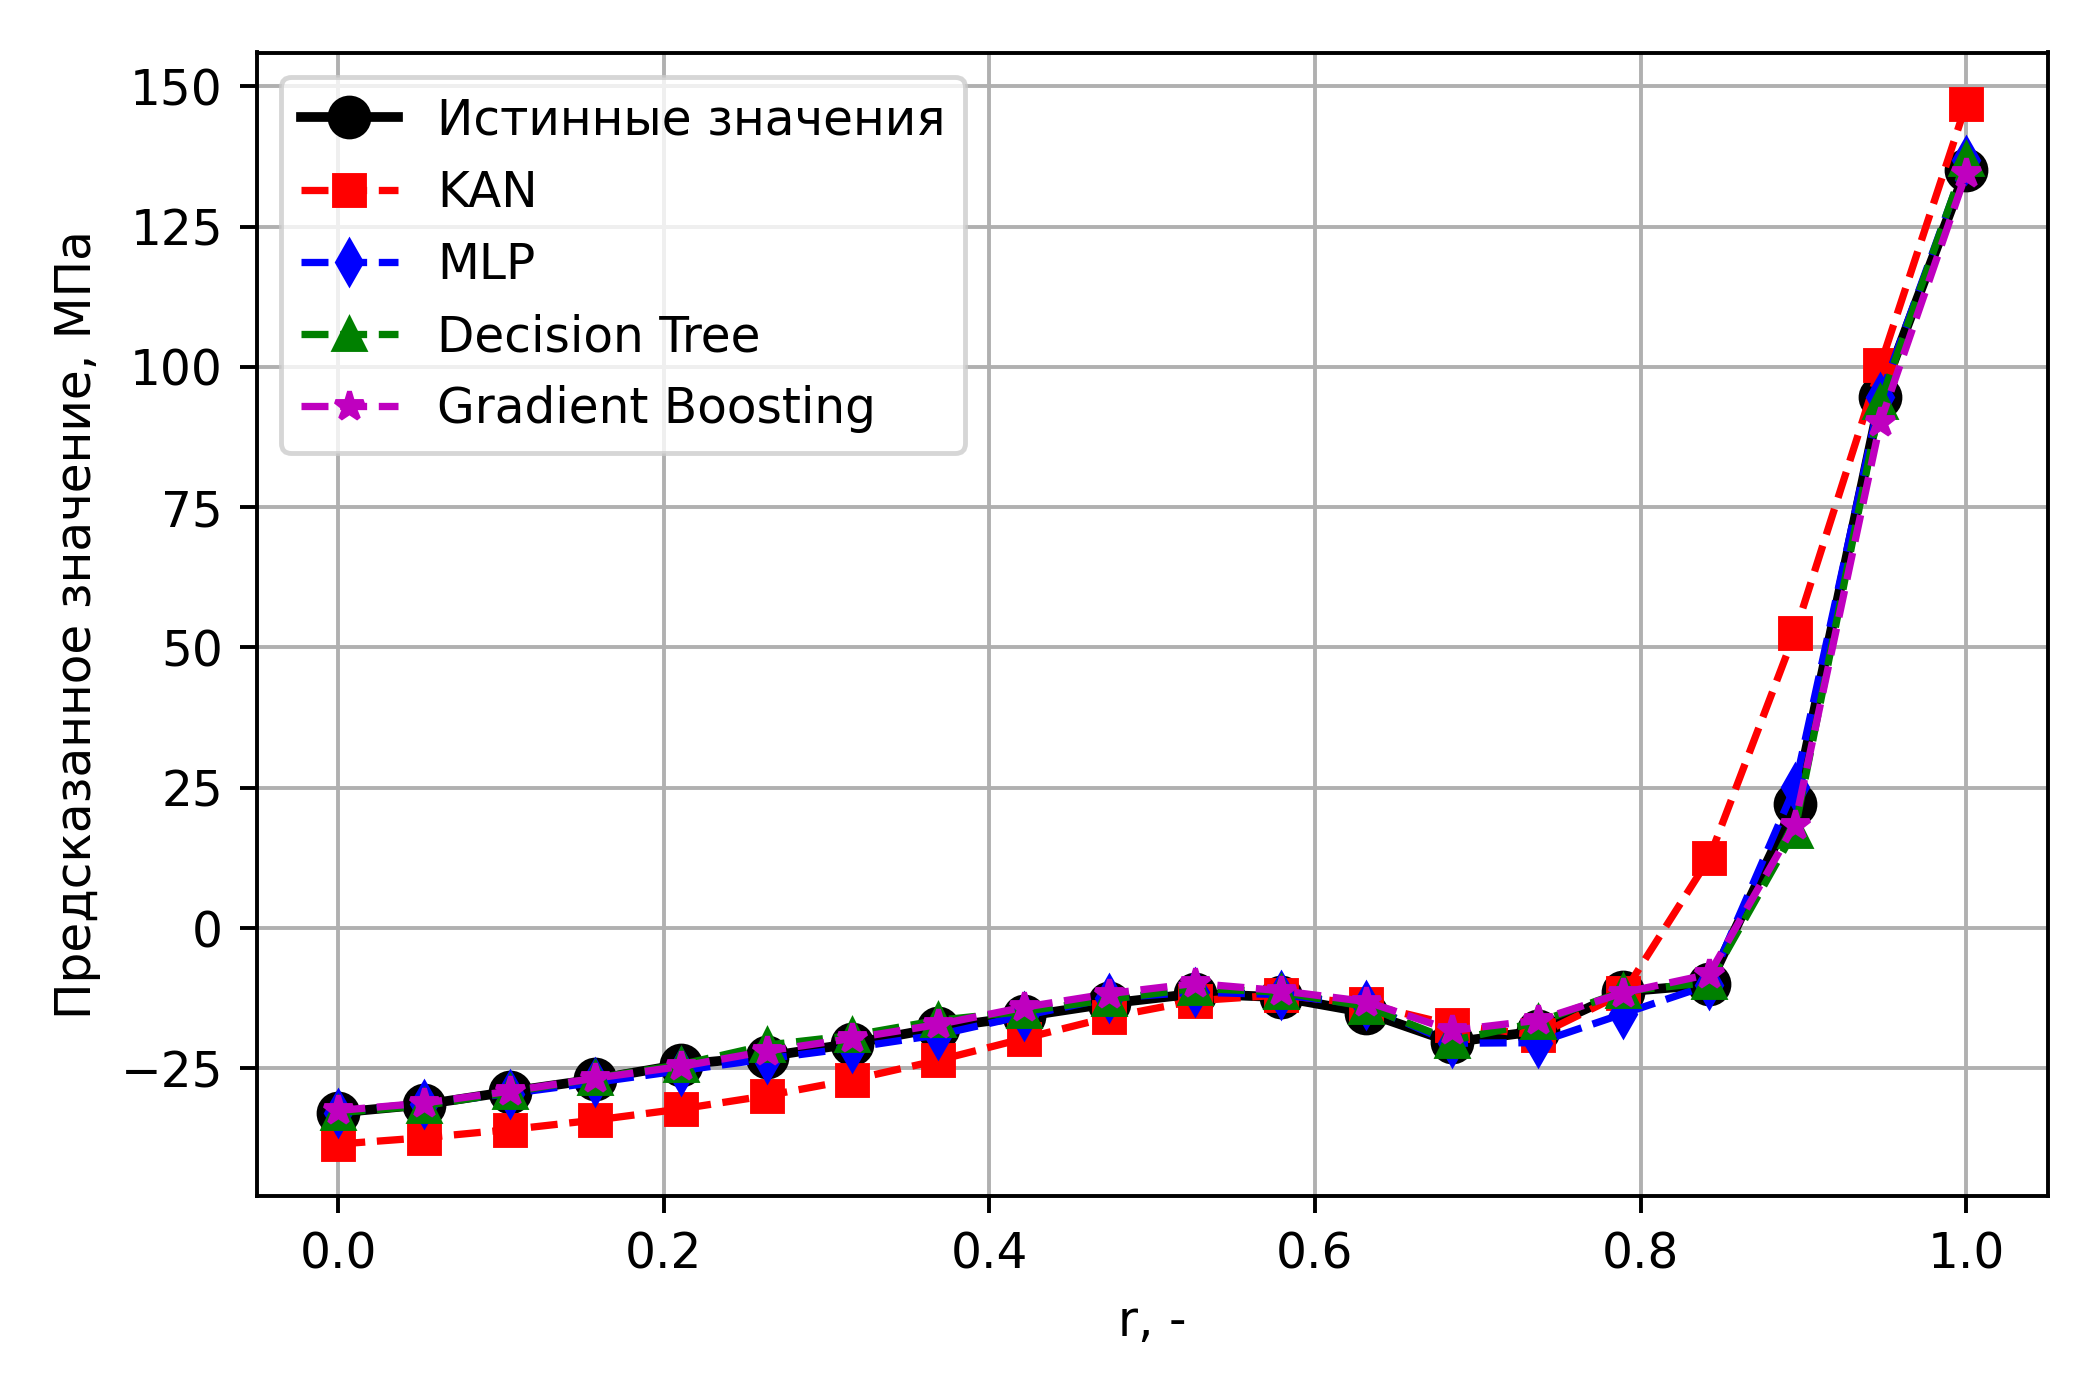 150
125
100
75
50
25
0
−25
Предсказанное значение, МПа
Истинные значения
KAN
MLP
Decision Tree
Gradient Boosting
0.0 0.2 0.4 0.6 0.8 1.0
r, -